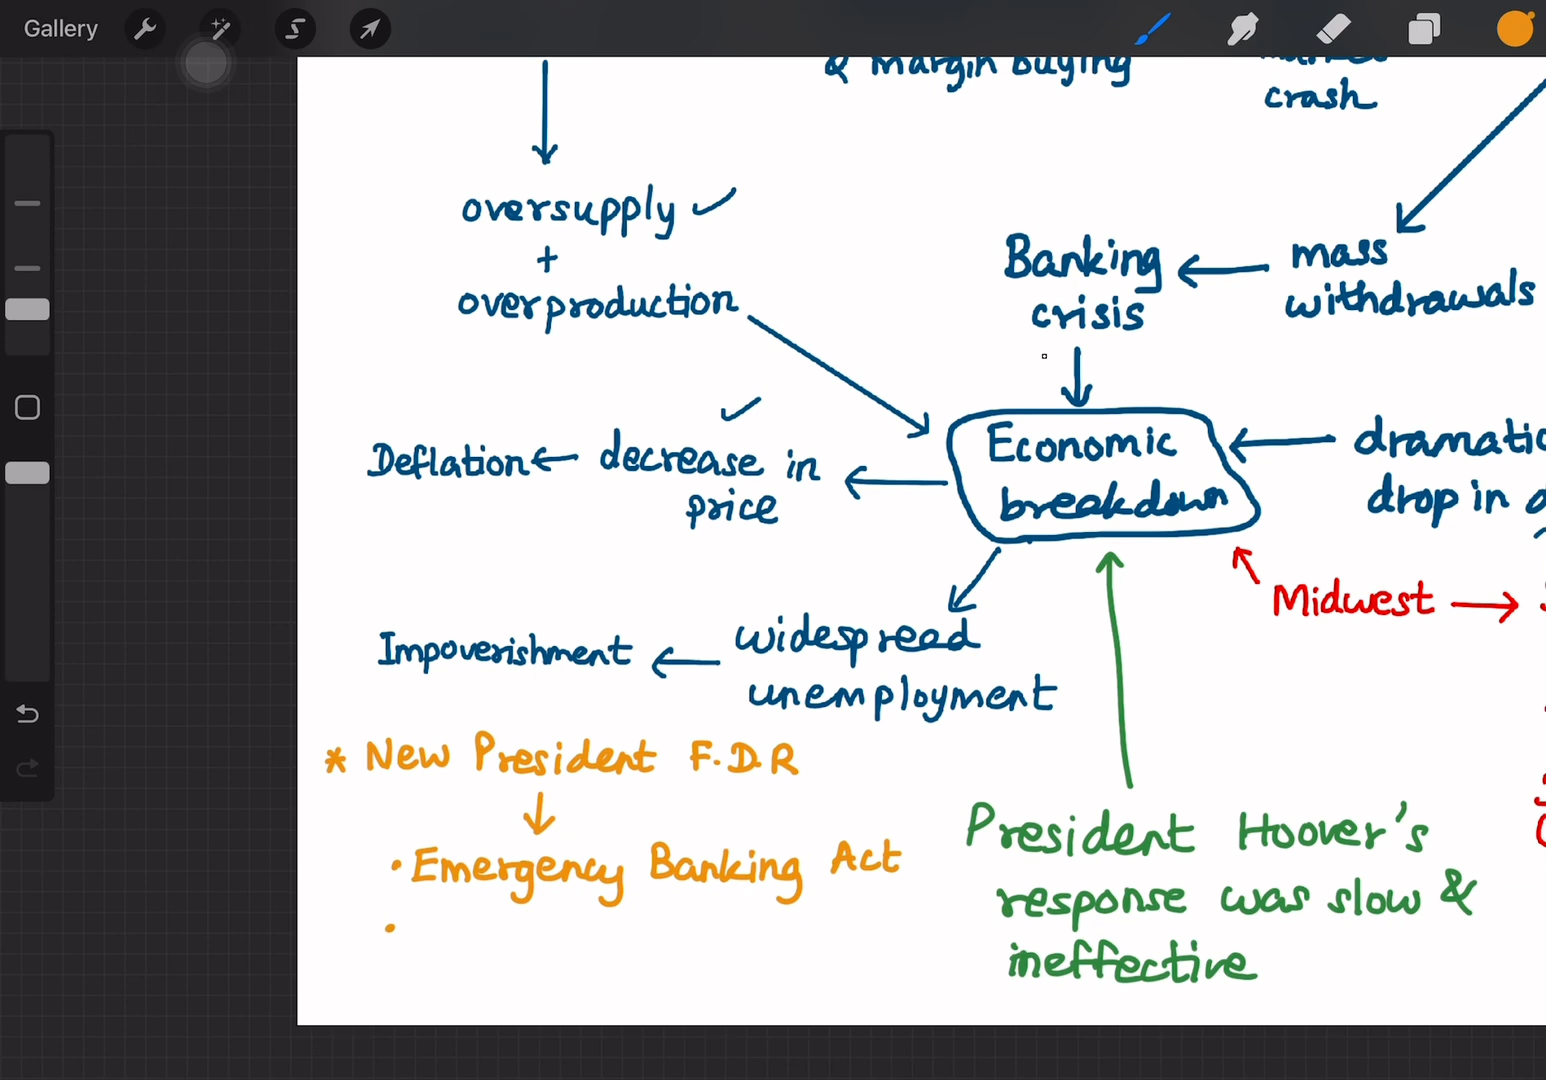 Gallery
& margin buying
crash
oversupply
+
overproduction
Banking
crisis
mass
withdrawals
Economic
breakdown
Deflation
decrease in
price
dramatic
drop in
Midwest
Impoverishment
widespread
unemployment
* New President F.D.R
• Emergency Banking Act
•
President Hoover's
response was slow &
ineffective